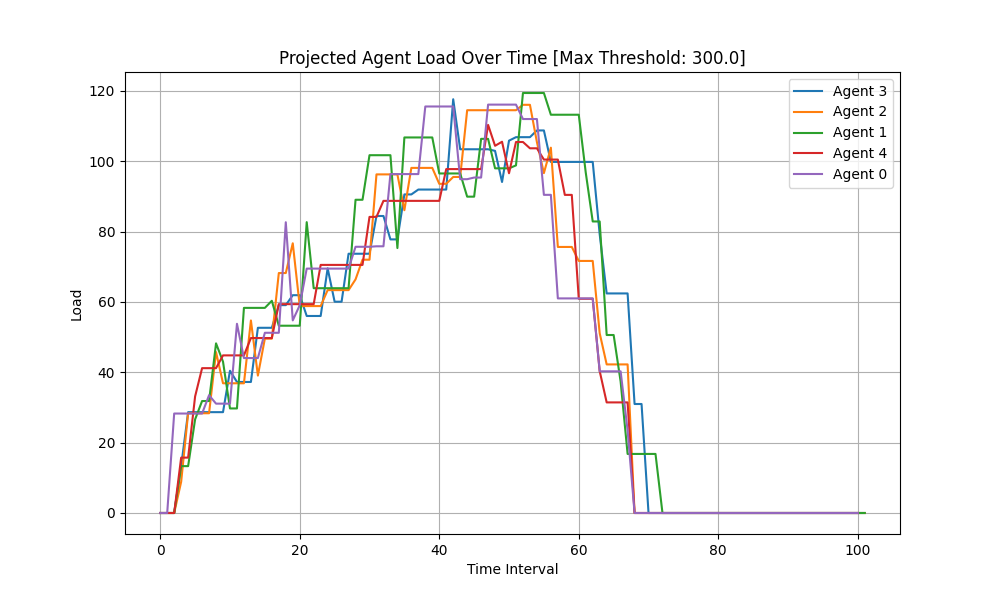 Projected Agent Load Over Time [Max Threshold: 300.0]
Agent 3
Agent 2
Agent 1
Agent 4
Agent 0
Load
120
100
80
60
40
20
0
0 20 40 60 80 100
Time Interval